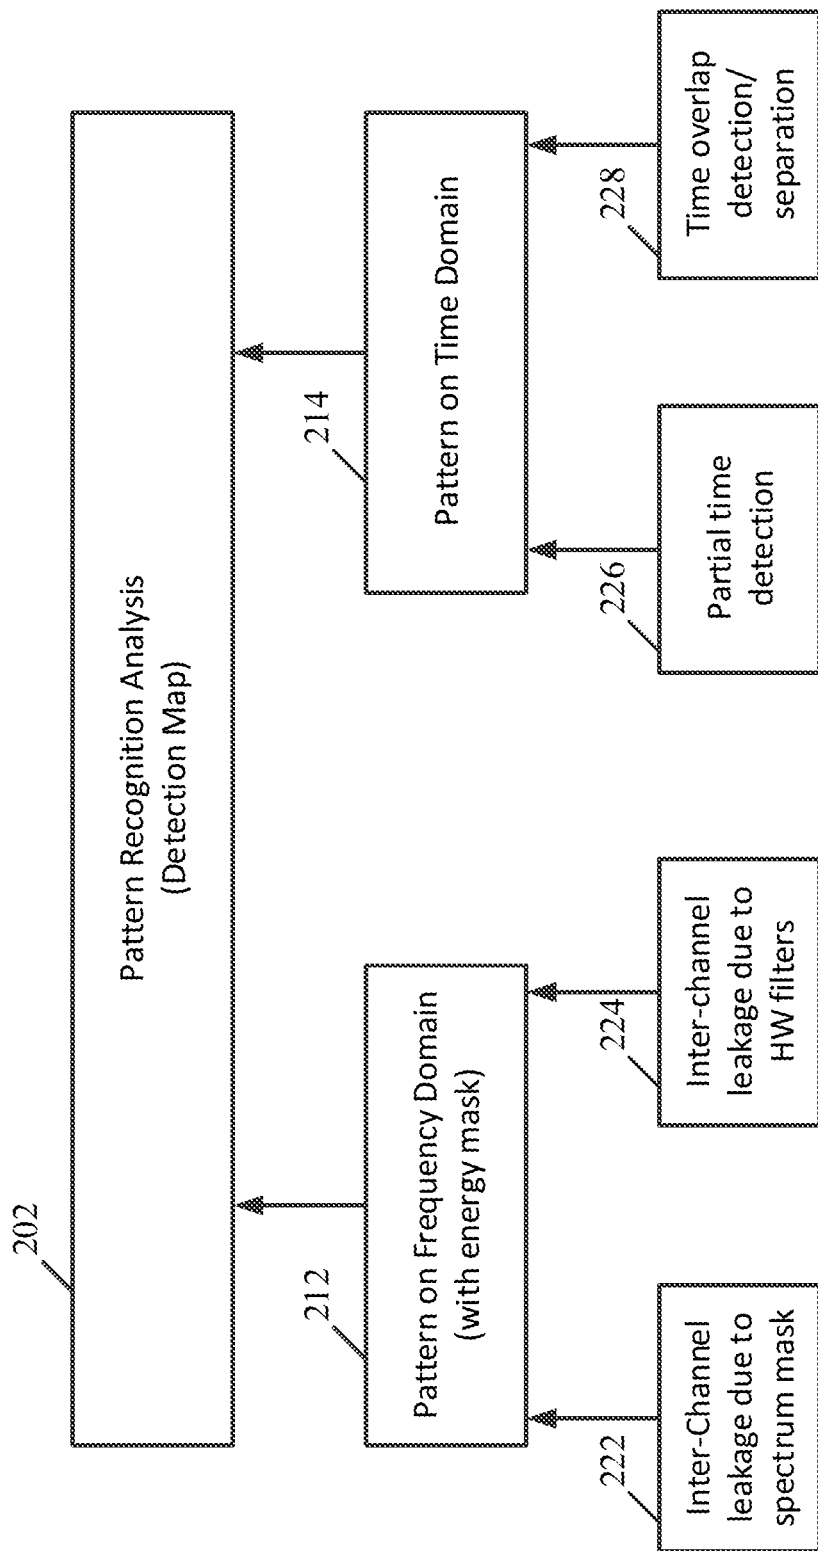 202
Pattern Recognition Analysis
(Detection Map)
212
Pattern on Frequency Domain
(with energy mask)
214
Pattern on Time Domain
222
Inter-Channel
leakage due to
spectrum mask
224
Inter-channel
leakage due to
HW filters
226
Partial time
detection
228
Time overlap
detection/
separation